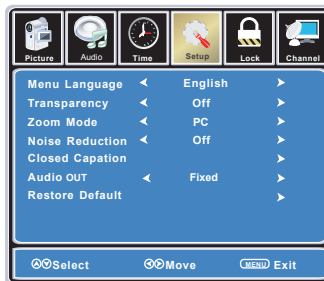 Picture Audio Time Setup Lock Channel
Menu Language English
Transparency Off
Zoom Mode PC
Noise Reduction Off
Closed Capation
Audio OUT Fixed
Restore Default
Select Move MENU Exit